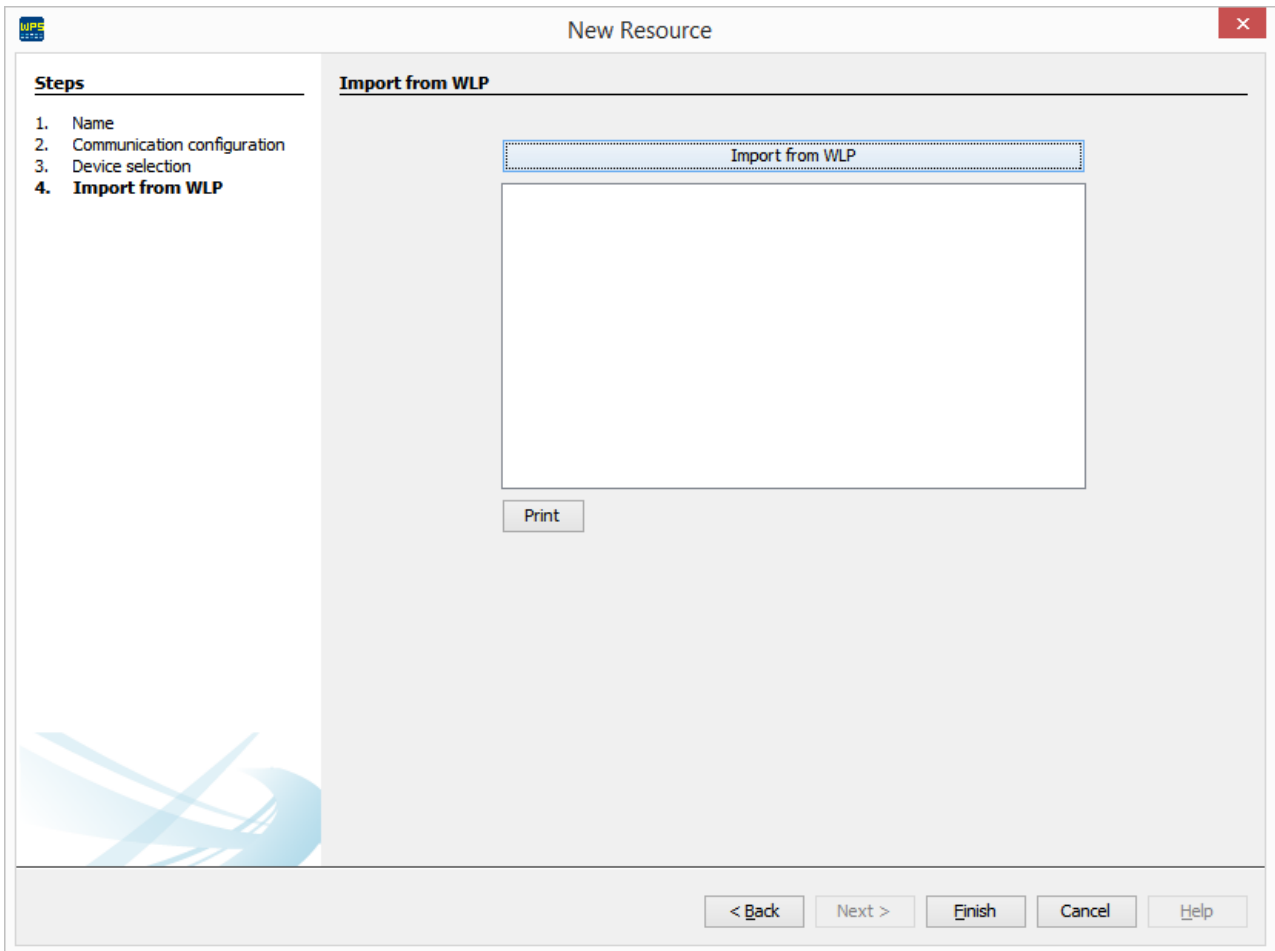 WPS
New Resource
Steps
1. Name
2. Communication configuration
3. Device selection
4. Import from WLP
Import from WLP
Import from WLP
Print
< Back
Next >
Finish
Cancel
Help